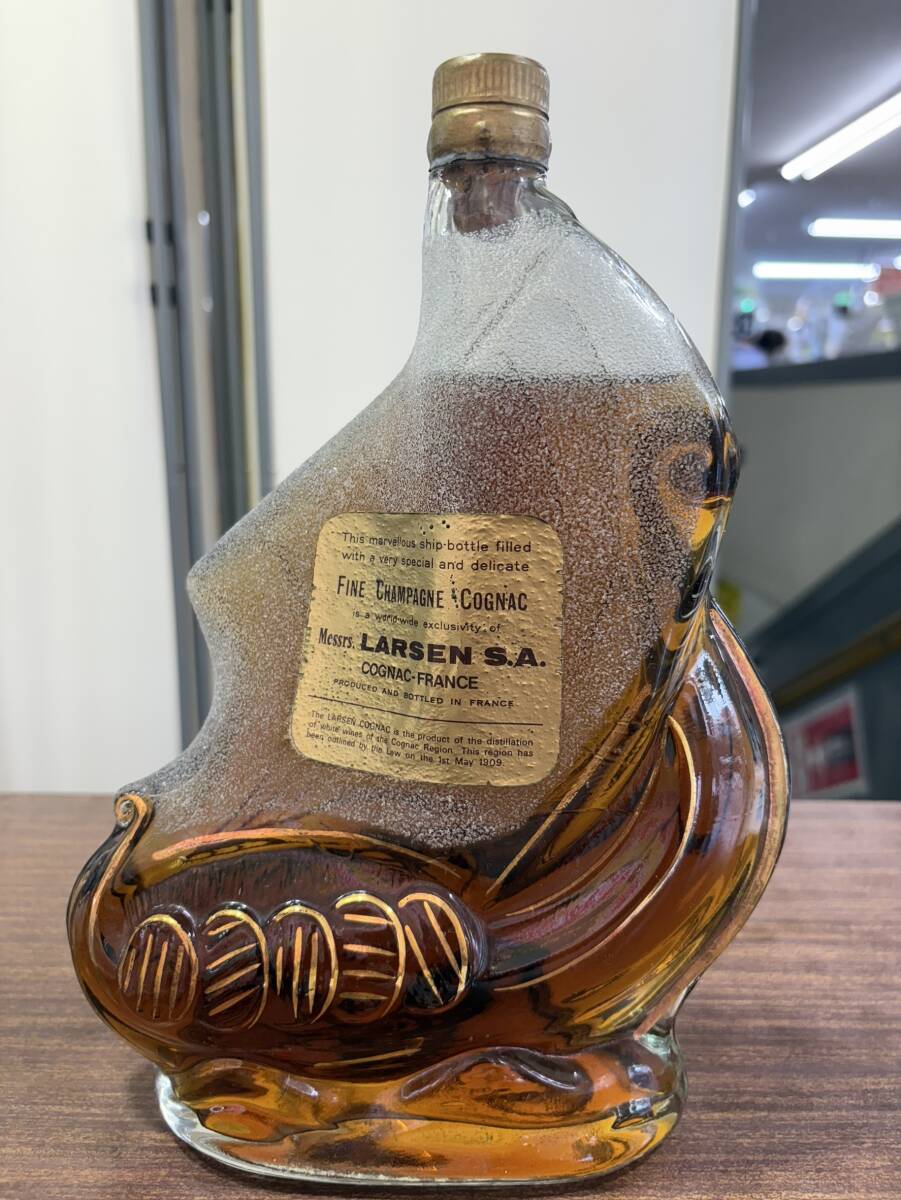 This marvellous ship-bottle filled
with a very special and delicate
FINE CHAMPAGNE COGNAC
is a world-wide exclusivity of
Messrs. LARSEN S.A.
COGNAC-FRANCE
PRODUCED AND BOTTLED IN FRANCE
The LARSEN COGNAC is the product of the distillation
of white wines of the Cognac Region. This region has
been outlined by the Law on the 1st May 1909.